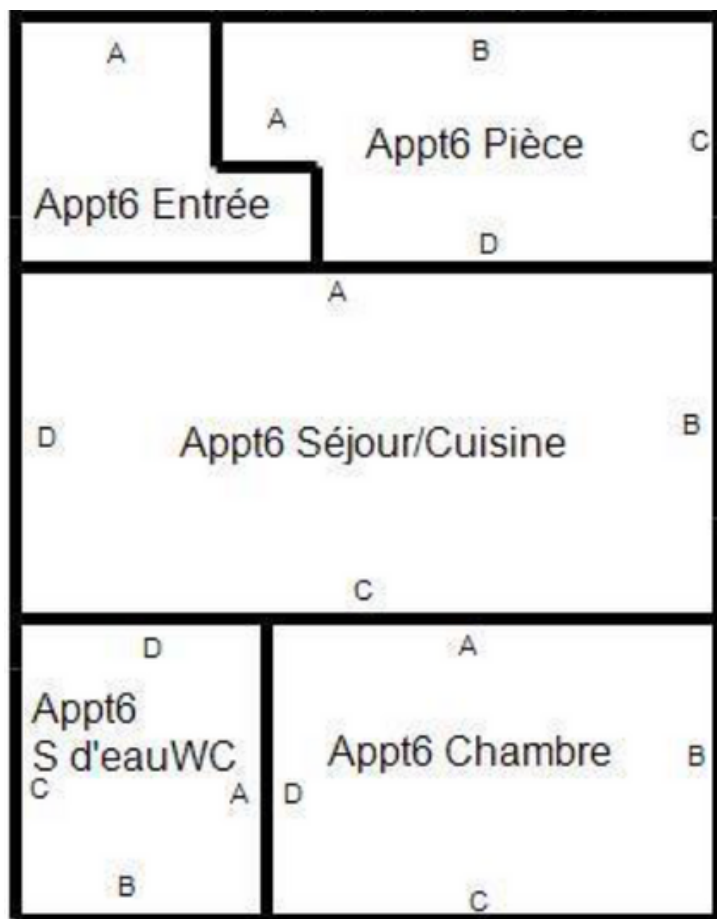 A
B
A
Appt6 Pièce
C
Appt6 Entrée
D
A
D
Appt6 Séjour/Cuisine
B
C
D
A
Appt6
S d'eauWC
Appt6 Chambre
B
C
A
D
B
C